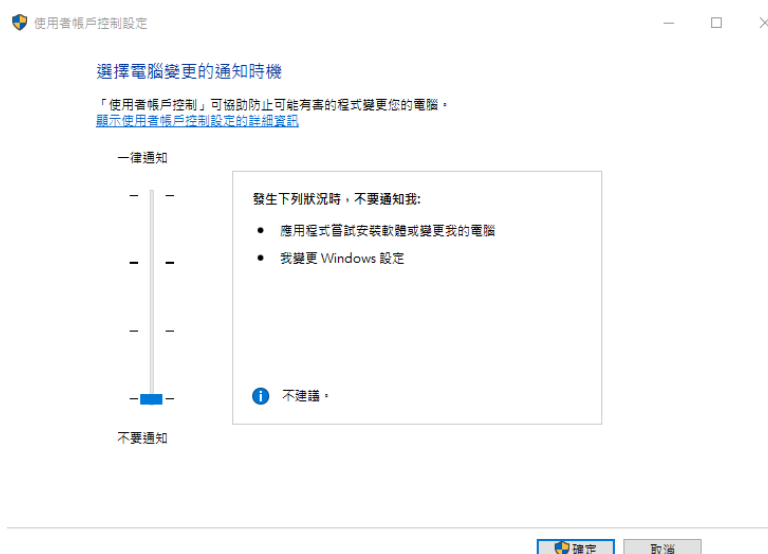 使用者帳戶控制設定
選擇電腦變更的通知時機
「使用者帳戶控制」可協助防止可能有害的程式變更您的電腦。
顯示使用者帳戶控制設定的詳細資訊
一律通知
發生下列狀況時，不要通知我:
• 應用程式嘗試安裝軟體或變更我的電腦
• 我變更 Windows 設定
不建議。
不要通知
確定 取消